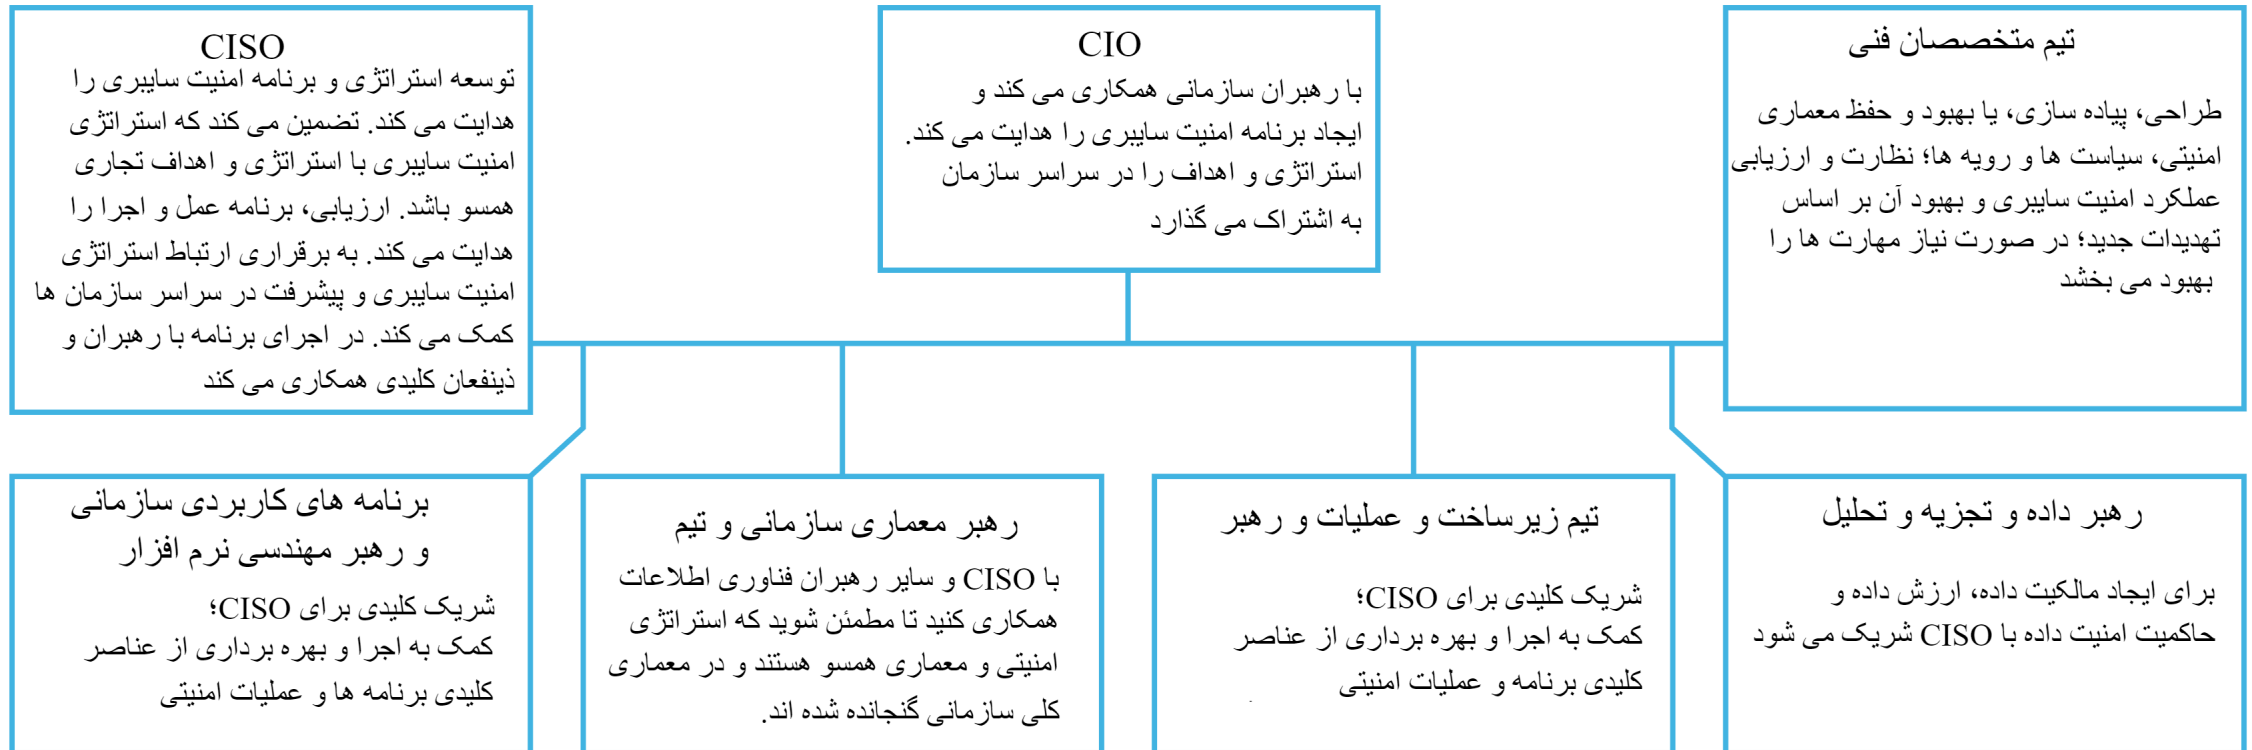 CISO
توسعه استراتژی و برنامه امنیت سایبری را
هدایت می کند. تضمین می کند که استراتژی
امنیت سایبری با استراتژی و اهداف تجاری
همسو باشد. ارزیابی، برنامه عمل و اجرا را
هدایت می کند. به برقراری ارتباط استراتژی
امنیت سایبری و پیشرفت در سراسر سازمان ها
کمک می کند. در اجرای برنامه با رهبران و
ذینفعان کلیدی همکاری می کند
CIO
با رهبران سازمانی همکاری می کند و
ایجاد برنامه امنیت سایبری را هدایت می کند.
استراتژی و اهداف را در سراسر سازمان
به اشتراک می گذارد
تیم متخصصان فنی
طراحی، پیاده سازی، یا بهبود و حفظ معماری
امنیتی، سیاست ها و رویه ها؛ نظارت و ارزیابی
عملکرد امنیت سایبری و بهبود آن بر اساس
تهدیدات جدید؛ در صورت نیاز مهارت ها را
بهبود می بخشد
برنامه های کاربردی سازمانی
و رهبر مهندسی نرم افزار
شریک کلیدی برای CISO؛
کمک به اجرا و بهره برداری از عناصر
کلیدی برنامه ها و عملیات امنیتی
رهبر معماری سازمانی و تیم
با CISO و سایر رهبران فناوری اطلاعات
همکاری کنید تا مطمئن شوید که استراتژی
امنیتی و معماری همسو هستند و در معماری
کلی سازمانی گنجانده شده اند.
تیم زیرساخت و عملیات و رهبر
شریک کلیدی برای CISO؛
کمک به اجرا و بهره برداری از عناصر
کلیدی برنامه و عملیات امنیتی
رهبر داده و تجزیه و تحلیل
برای ایجاد مالکیت داده، ارزش داده و
حاکمیت امنیت داده با CISO شریک می شود